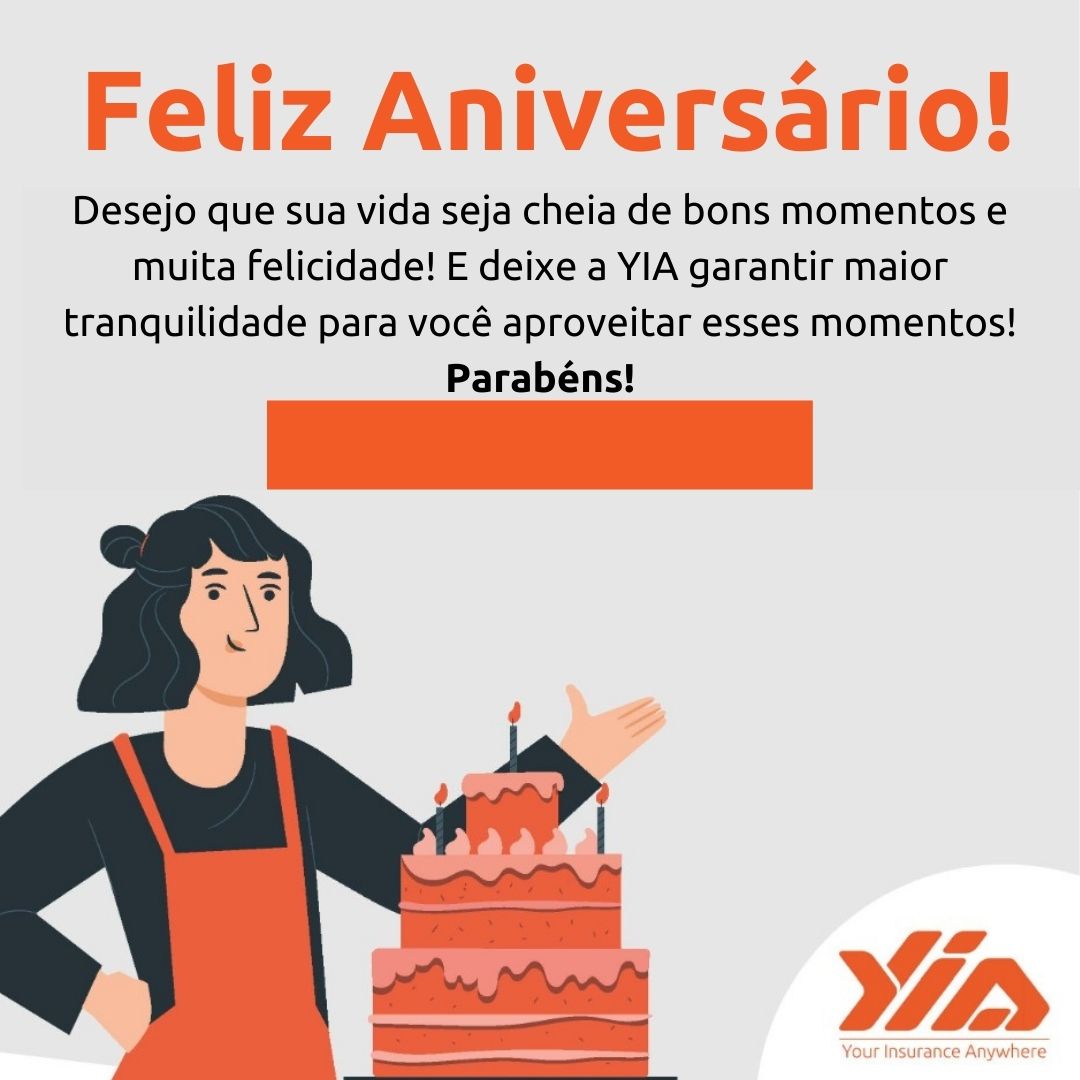 Feliz Aniversário!
Desejo que sua vida seja cheia de bons momentos e
muita felicidade! E deixe a YIA garantir maior
tranquilidade para você aproveitar esses momentos!
Parabéns!
YIA
Your Insurance Anywhere